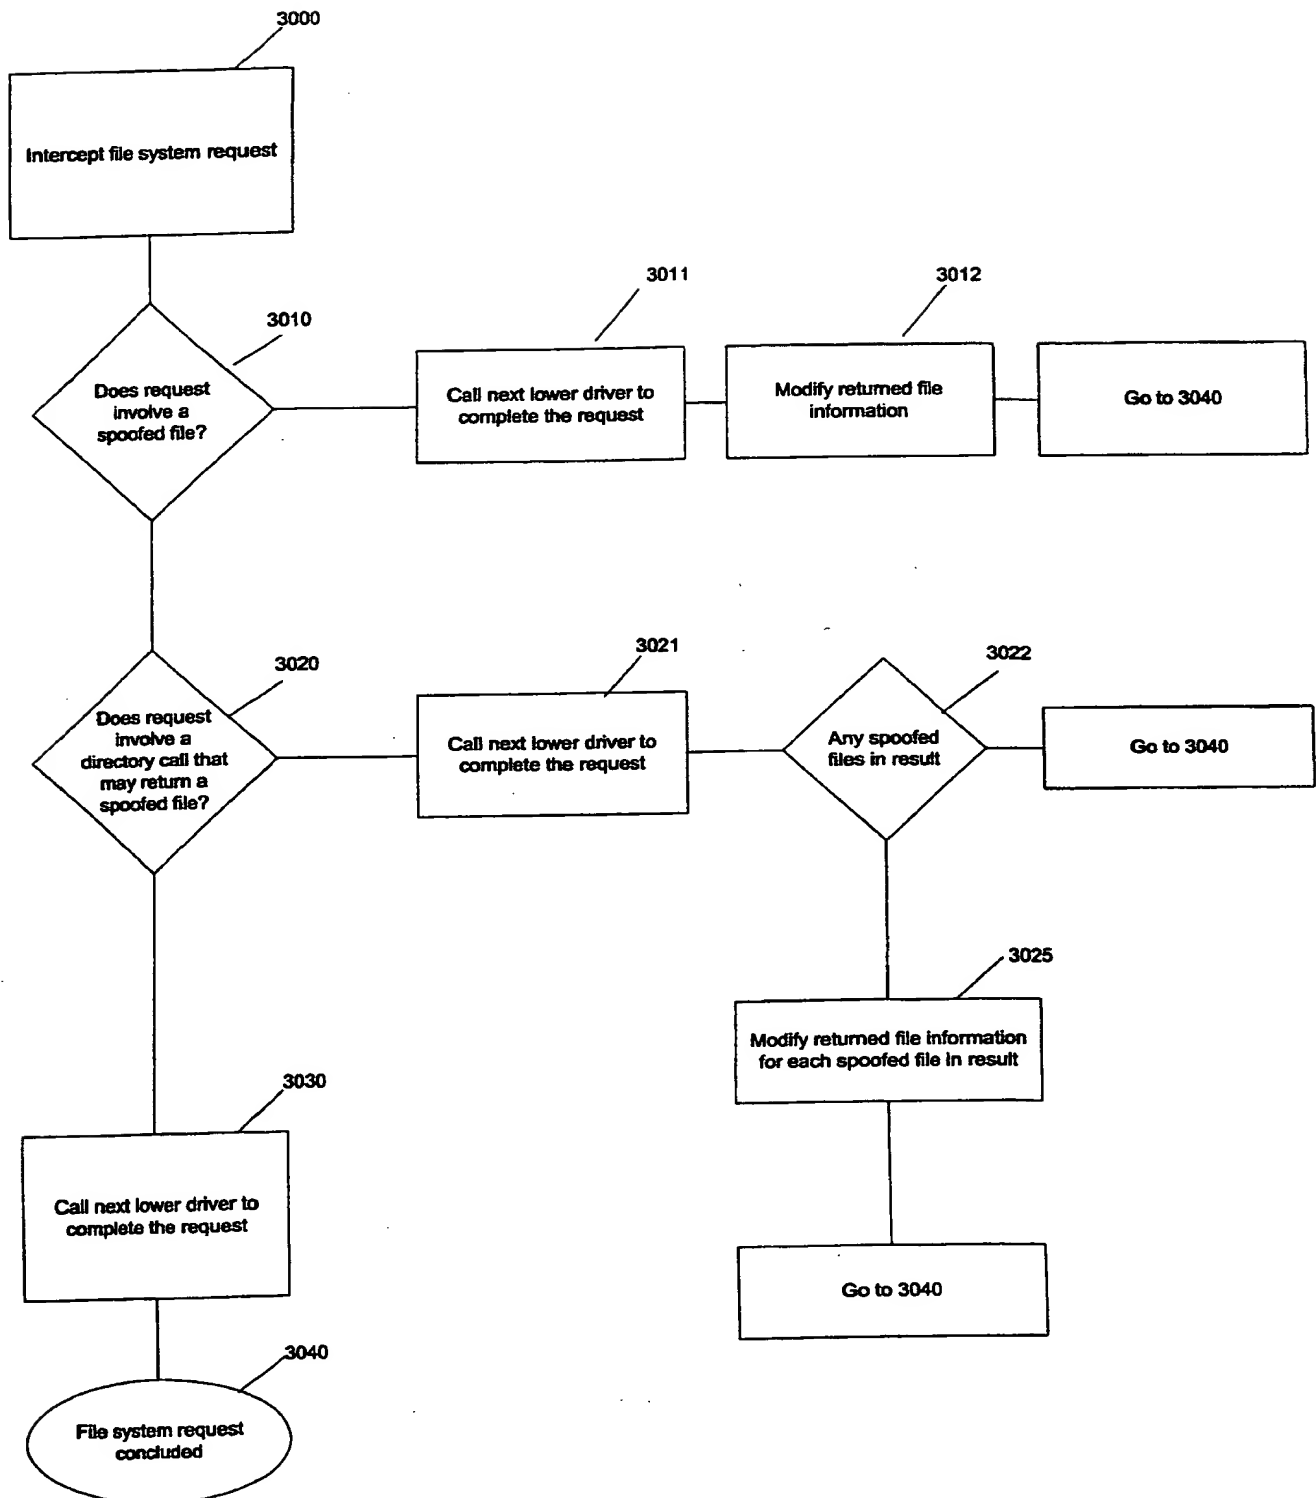 3000
Intercept file system request
3010
Does request
involve a
spoofed file?
3011
Call next lower driver to
complete the request
3012
Modify returned file
information
Go to 3040
3020
Does request
involve a
directory call that
may return a
spoofed file?
3021
Call next lower driver to
complete the request
3022
Any spoofed
files in result
Go to 3040
3025
Modify returned file information
for each spoofed file in result
Go to 3040
3030
Call next lower driver to
complete the request
3040
File system request
concluded